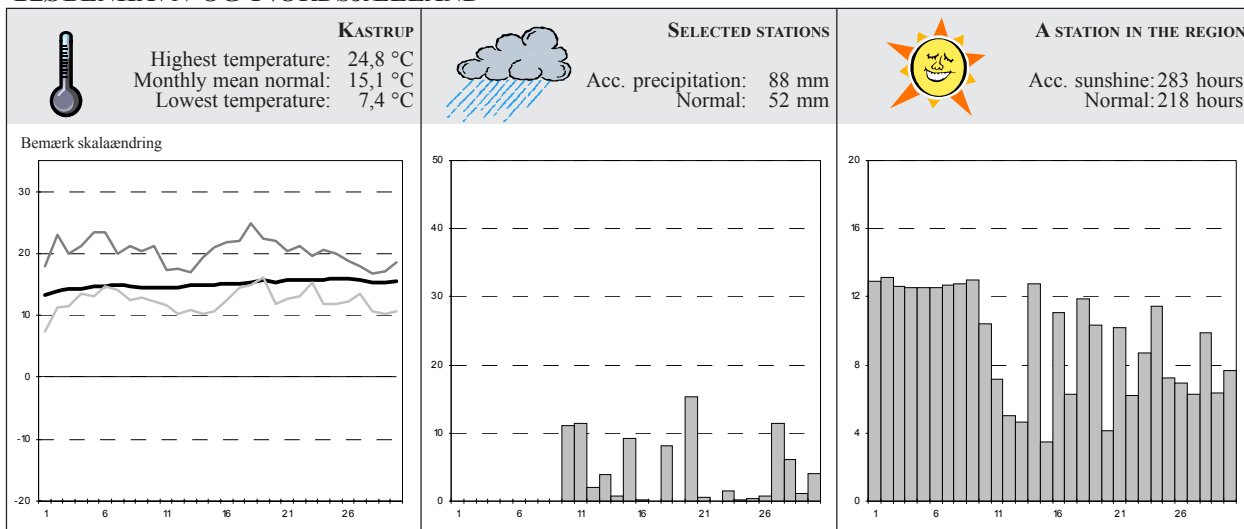 KASTRUP
Highest temperature: 24,8 °C
Monthly mean normal: 15,1 °C
Lowest temperature: 7,4 °C
SELECTED STATIONS
Acc. precipitation: 88 mm
Normal: 52 mm
A STATION IN THE REGION
Acc. sunshine: 283 hours
Normal: 218 hours
Bemærk skalaændring
30
20
10
0
-10
-20
1 6 11 16 21 26
50
40
30
20
10
0
1 6 11 16 21 26
20
16
12
8
4
0
1 6 11 16 21 26